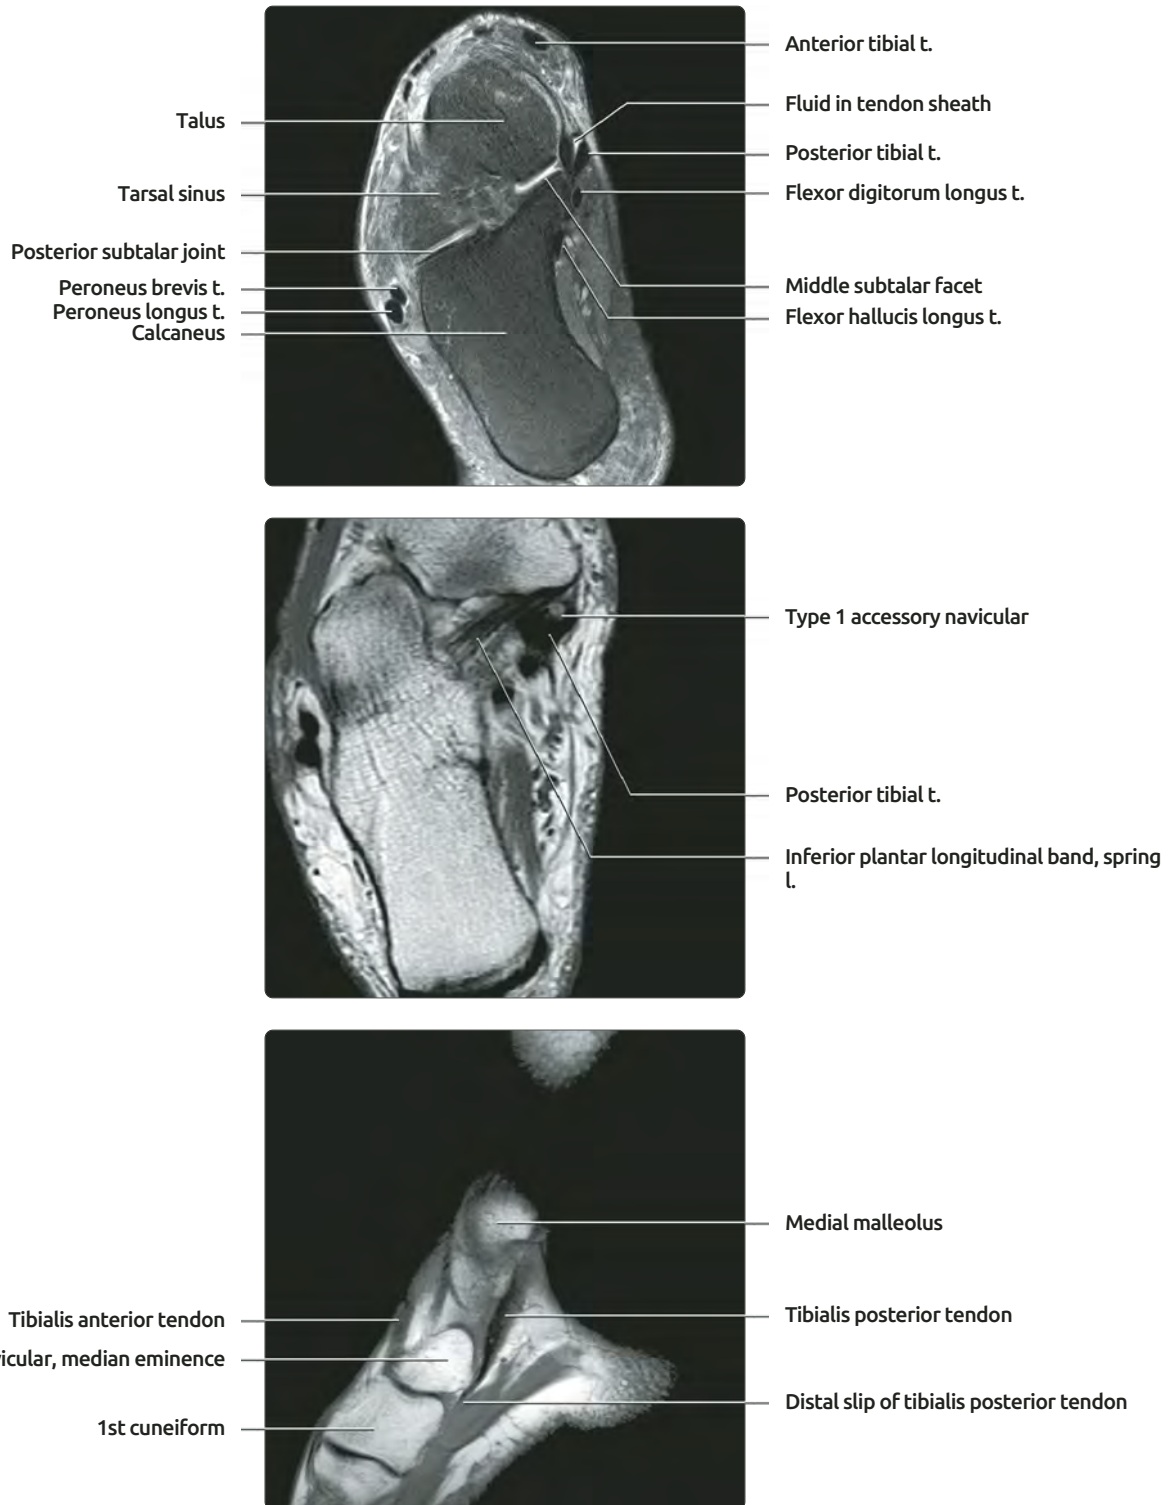 Anterior tibial t.
Fluid in tendon sheath
Talus
Posterior tibial t.
Tarsal sinus
Flexor digitorum longus t.
Posterior subtalar joint
Peroneus brevis t.
Middle subtalar facet
Peroneus longus t.
Flexor hallucis longus t.
Calcaneus
Type 1 accessory navicular
Posterior tibial t.
Inferior plantar longitudinal band, spring
l.
Medial malleolus
Tibialis anterior tendon
Tibialis posterior tendon
median eminence
Distal slip of tibialis posterior tendon
1st cuneiform